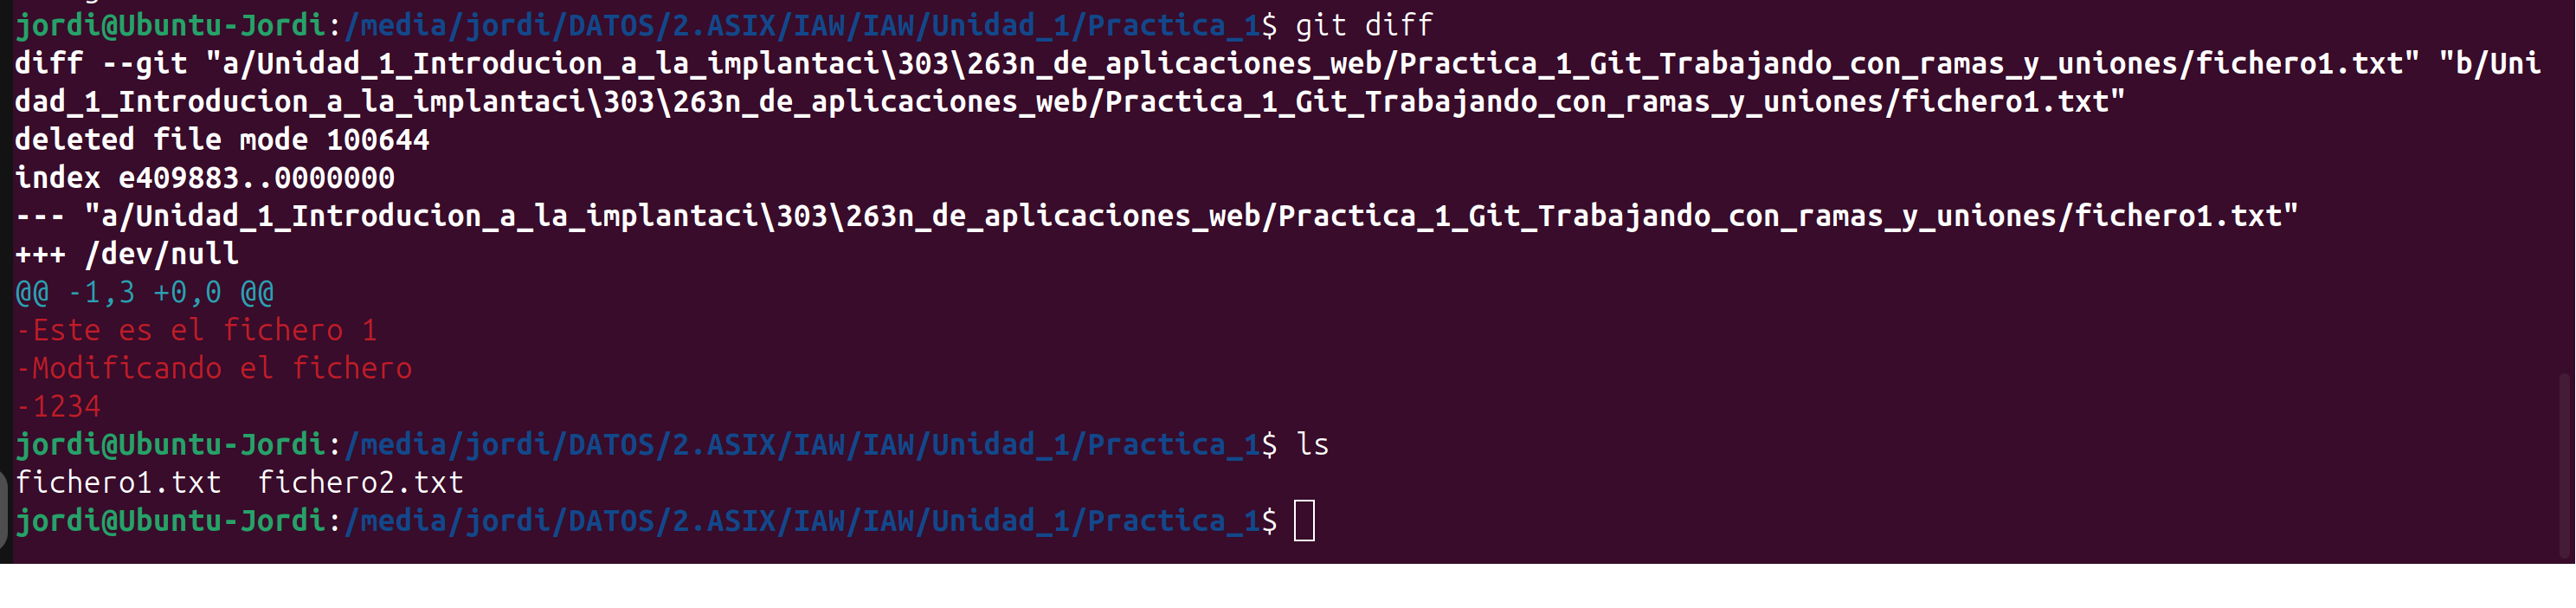 jordi@Ubuntu-Jordi:/media/jordi/DATOS/2.ASIX/IAW/IAW/Unidad_1/Practica_1$ git diff
diff --git "a/Unidad_1_Introducion_a_la_implantaci\303\263n_de_aplicaciones_web/Practica_1_Git_Trabajando_con_ramas_y_uniones/fichero1.txt" "b/Uni
dad_1_Introducion_a_la_implantaci\303\263n_de_aplicaciones_web/Practica_1_Git_Trabajando_con_ramas_y_uniones/fichero1.txt"
deleted file mode 100644
index e409883..0000000
--- "a/Unidad_1_Introducion_a_la_implantaci\303\263n_de_aplicaciones_web/Practica_1_Git_Trabajando_con_ramas_y_uniones/fichero1.txt"
+++ /dev/null
@@ -1,3 +0,0 @@
-Este es el fichero 1
-Modificando el fichero
-1234
jordi@Ubuntu-Jordi:/media/jordi/DATOS/2.ASIX/IAW/IAW/Unidad_1/Practica_1$ ls
fichero1.txt  fichero2.txt
jordi@Ubuntu-Jordi:/media/jordi/DATOS/2.ASIX/IAW/IAW/Unidad_1/Practica_1$